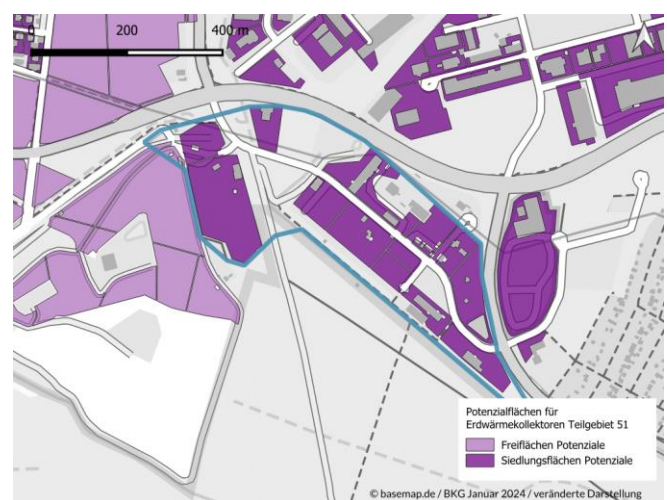 0 200 400 m
Potenzialflächen für
Erdwärmekollektoren Teilgebiet 51
Freiflächen Potenziale
Siedlungsflächen Potenziale
© basemap.de / BKG Januar 2024 / veränderte Darstellung